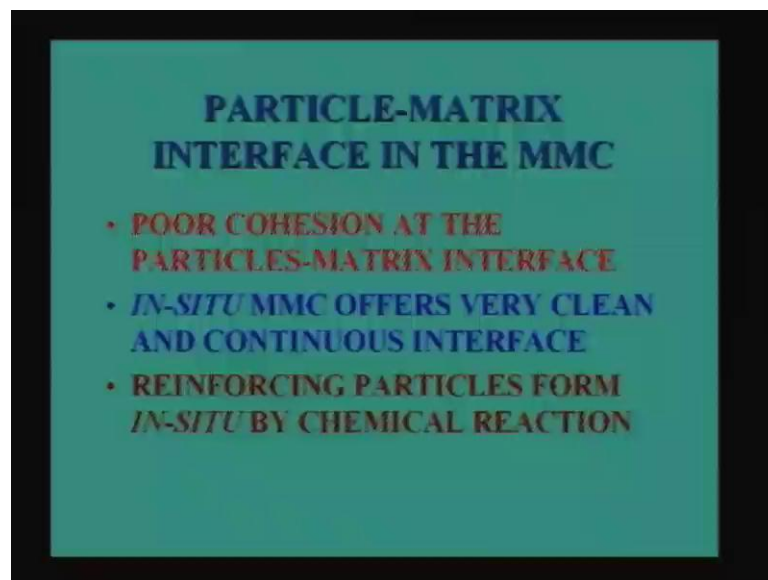 PARTICLE-MATRIX
INTERFACE IN THE MMC
• POOR COHESION AT THE
PARTICLES-MATRIX INTERFACE
• IN-SITU MMC OFFERS VERY CLEAN
AND CONTINUOUS INTERFACE
• REINFORCING PARTICLES FORM
IN-SITU BY CHEMICAL REACTION